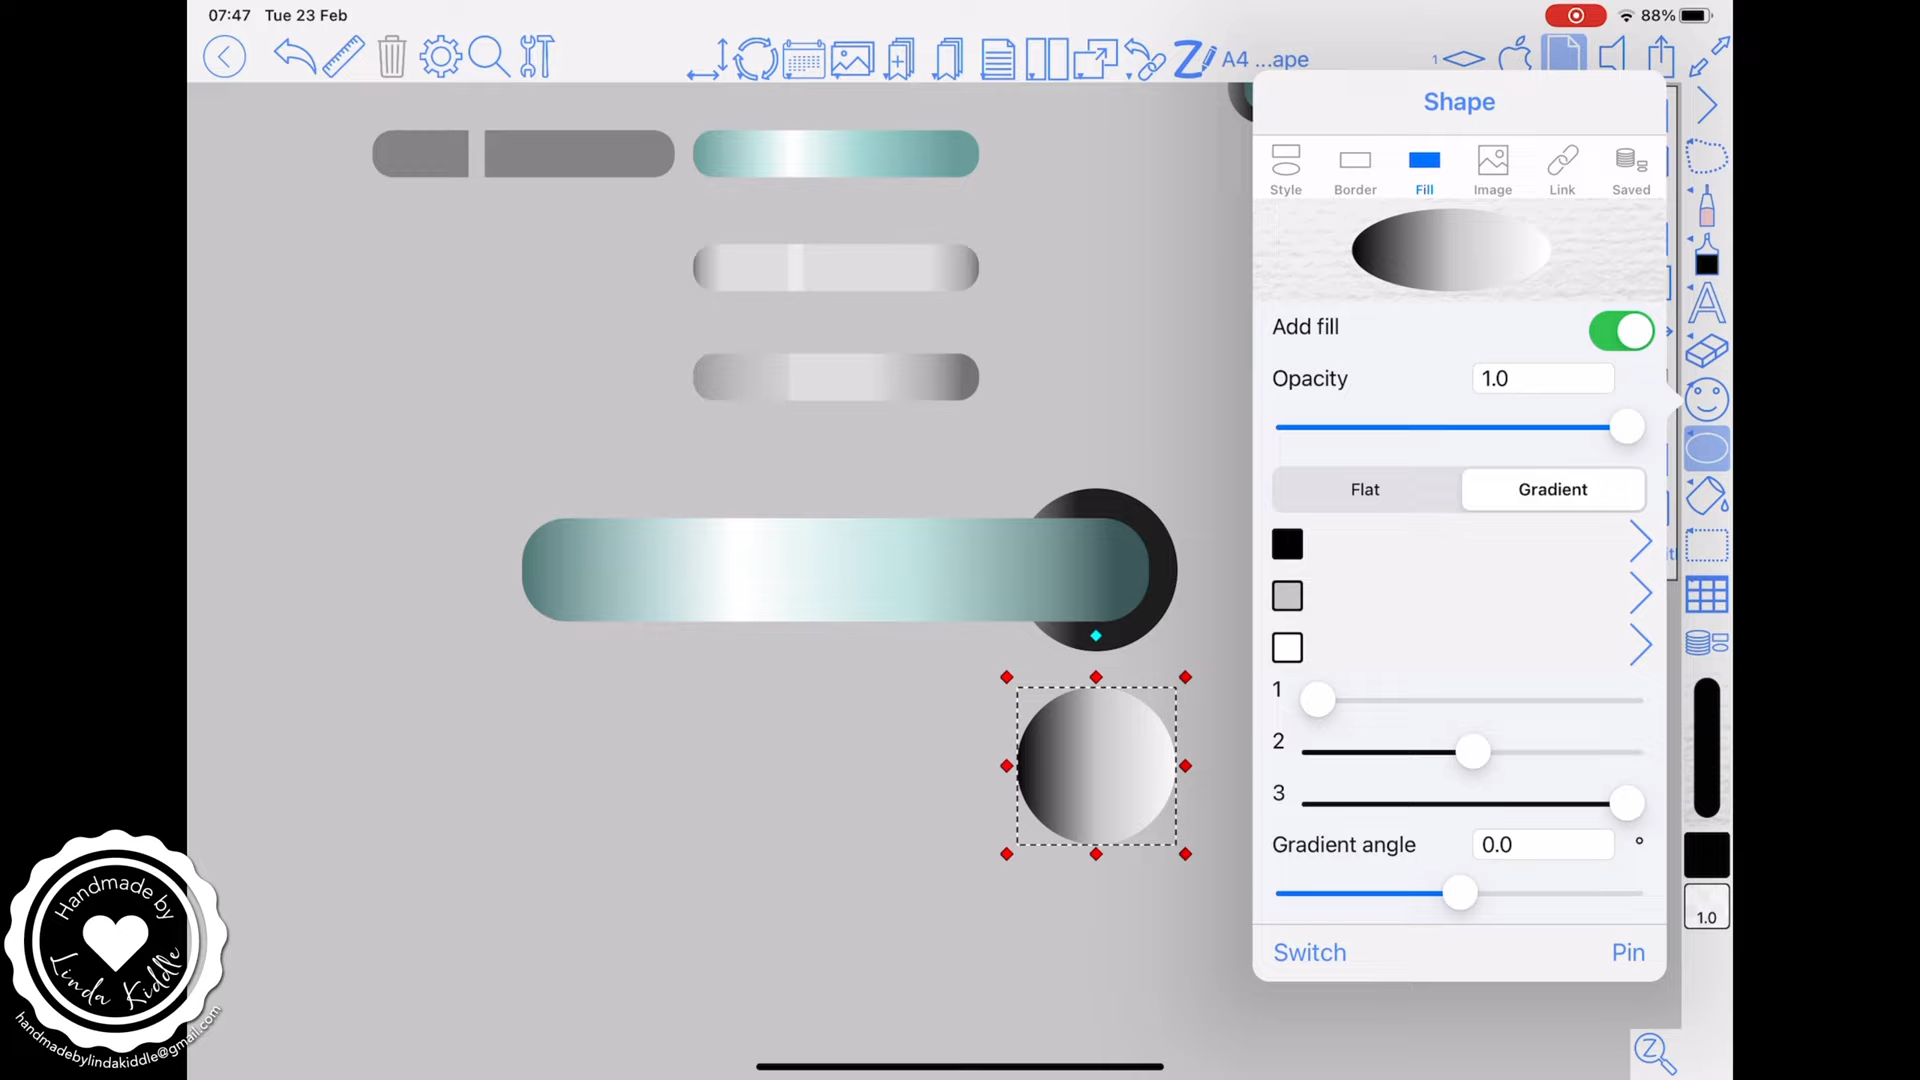 07:47 Tue 23 Feb
88%
A4 ...ape
1
Shape
Style Border Fill Image Link Saved
Add fill
Opacity 1.0
Flat Gradient
1
2
3
Gradient angle 0.0 °
Switch Pin
1.0
Handmade by
Linda Kiddle
handmadebylindakiddle@gmail.com